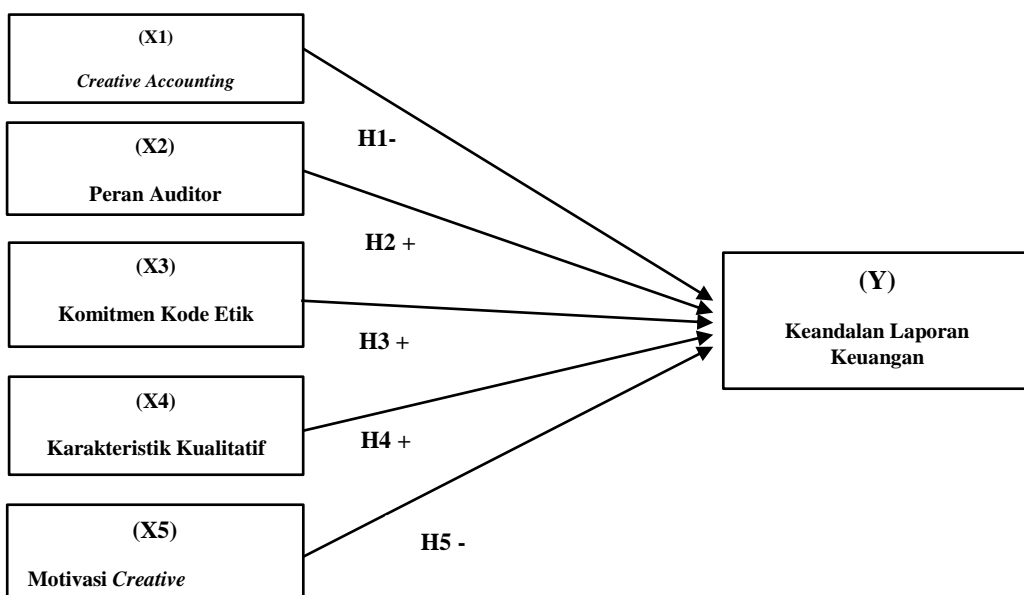 (X1)
Creative Accounting
H1-
(X2)
Peran Auditor
H2 +
(X3)
Komitmen Kode Etik
H3 +
(X4)
Karakteristik Kualitatif
H4 +
(X5)
Motivasi Creative
H5 -
(Y)
Keandalan Laporan
Keuangan